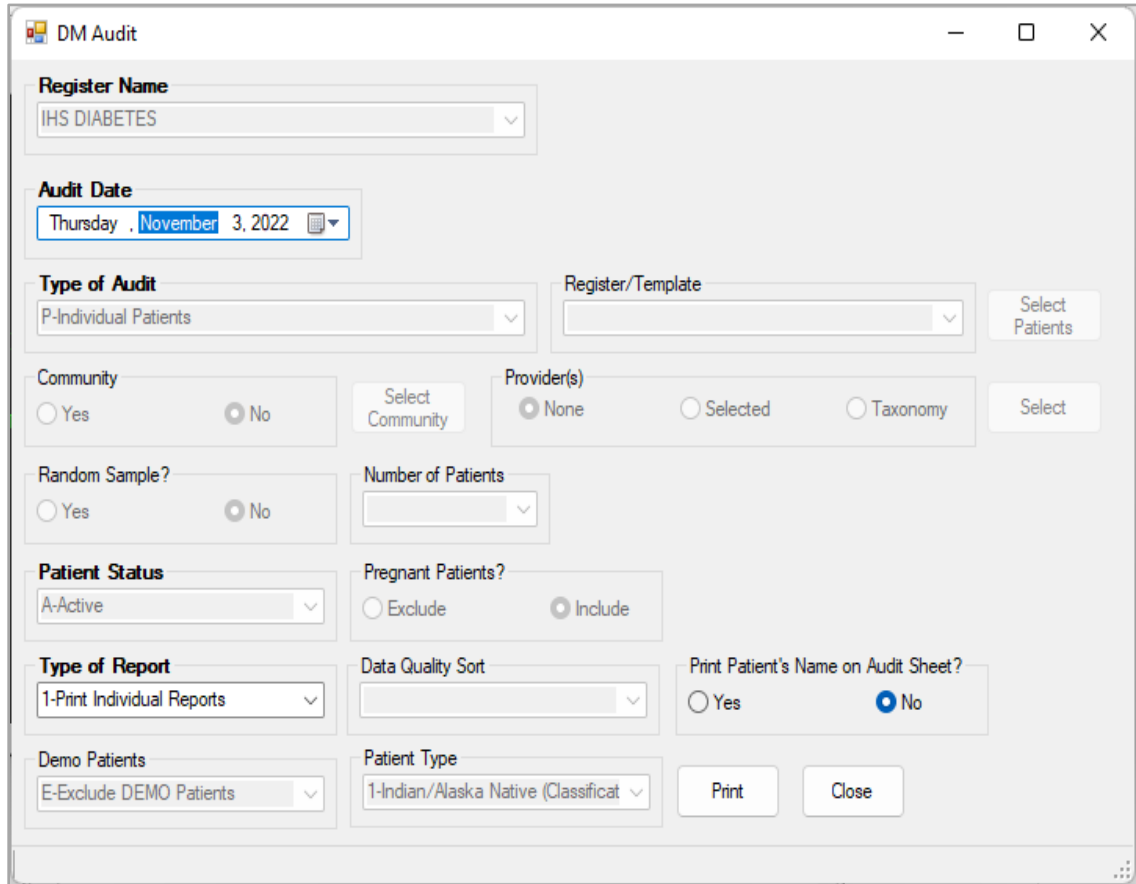 DM Audit
Register Name
IHS DIABETES
Audit Date
Thursday , November 3, 2022
Type of Audit
Register/Template
P-Individual Patients
Select
Patients
Community
Provider(s)
Yes No
Select
Community
None Selected Taxonomy
Select
Random Sample?
Number of Patients
Yes No
Patient Status
Pregnant Patients?
A-Active
Exclude Include
Type of Report
Data Quality Sort
Print Patient's Name on Audit Sheet?
1-Print Individual Reports
Yes No
Demo Patients
Patient Type
E-Exclude DEMO Patients
1-Indian/Alaska Native (Classificat
Print
Close